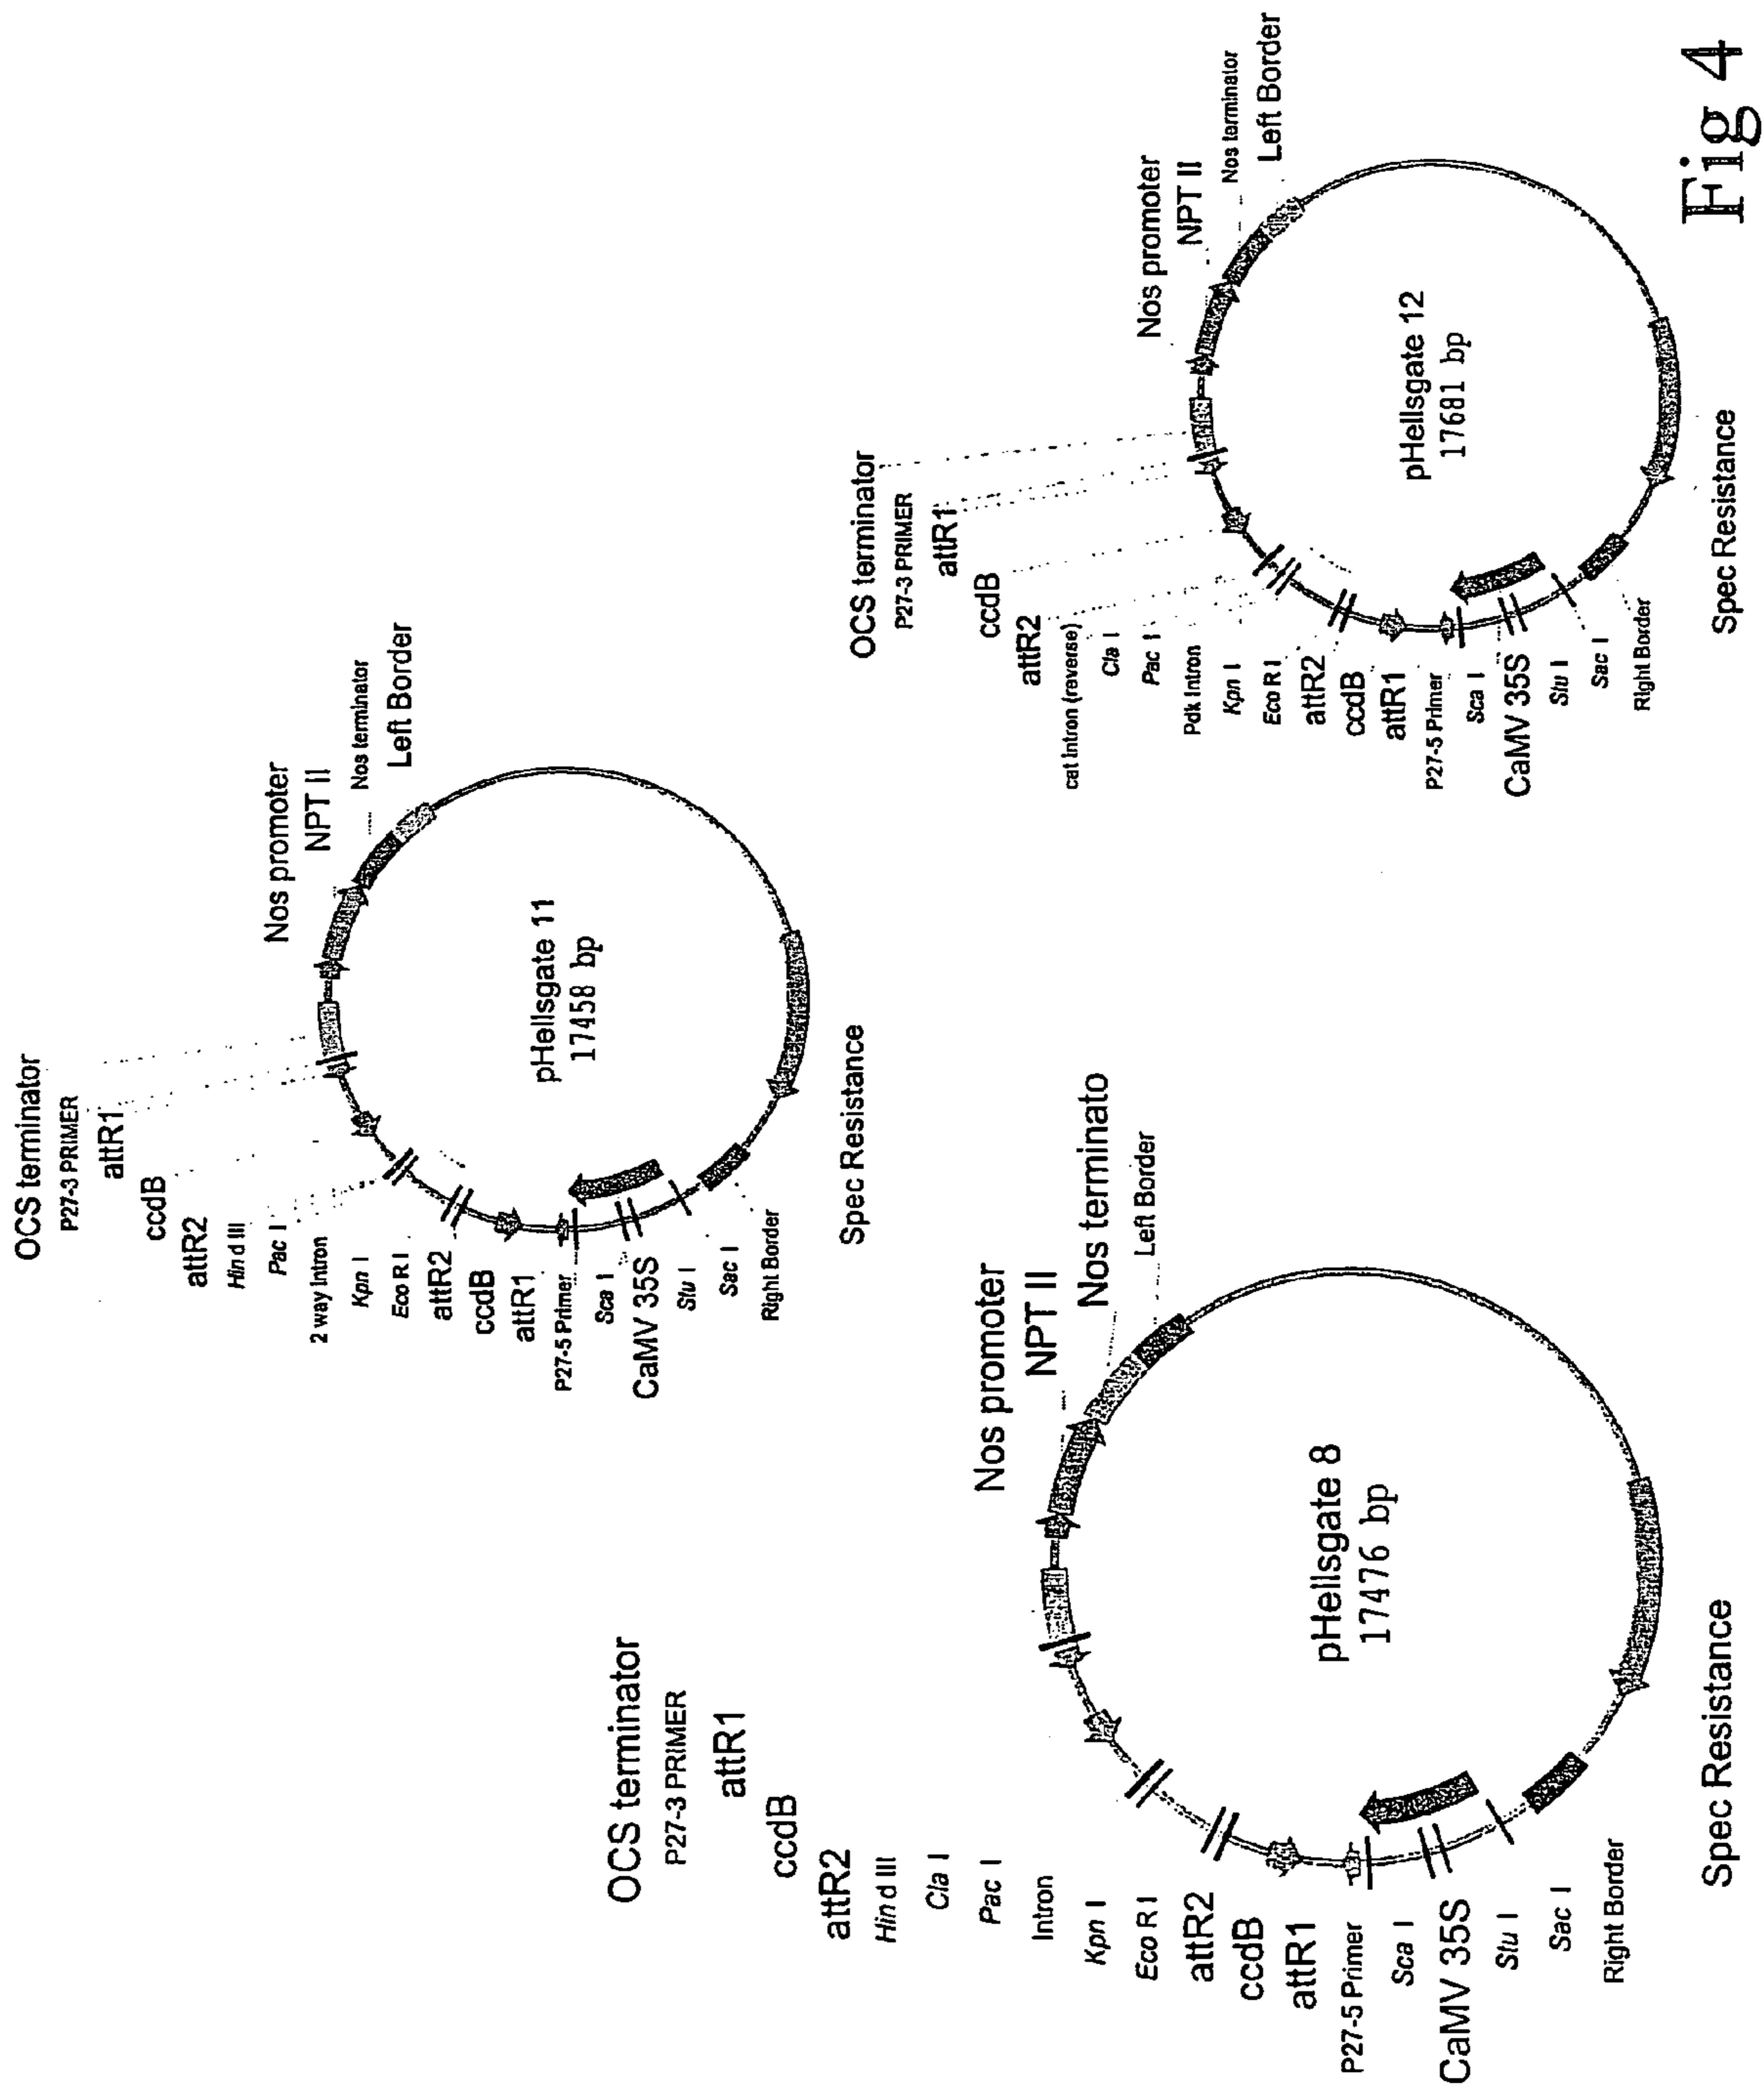 OCS terminator
P27-3 PRIMER
attR1
ccdB
attR2
Hin d III
Pac I
2 way Intron
Kpn I
Eco R I
attR2
ccdB
attR1
P27-5 Primer
Sca I
CaMV 35S
Stu I
Sac I
Right Border
Spec Resistance
Nos promoter
NPT II
Nos terminator
Left Border
pHellsgate 11
17458 bp
OCS terminator
P27-3 PRIMER
attR1
ccdB
attR2
Hin d III
Cla I
Pac I
Intron
Kpn I
Eco R I
attR2
ccdB
attR1
P27-5 Primer
Sca I
CaMV 35S
Stu I
Sac I
Right Border
Spec Resistance
Nos promoter
NPT II
Nos terminato
Left Border
pHellsgate 8
17476 bp
OCS terminator
P27-3 PRIMER
attR1
ccdB
attR2
cat intron (reverse)
Cla I
Pac I
Pdk Intron
Kpn I
Eco R I
attR2
ccdB
attR1
P27-5 Primer
Sca I
CaMV 35S
Stu I
Sac I
Right Border
Spec Resistance
Nos promoter
NPT II
Nos terminator
Left Border
pHellsgate 12
17681 bp
Fig 4